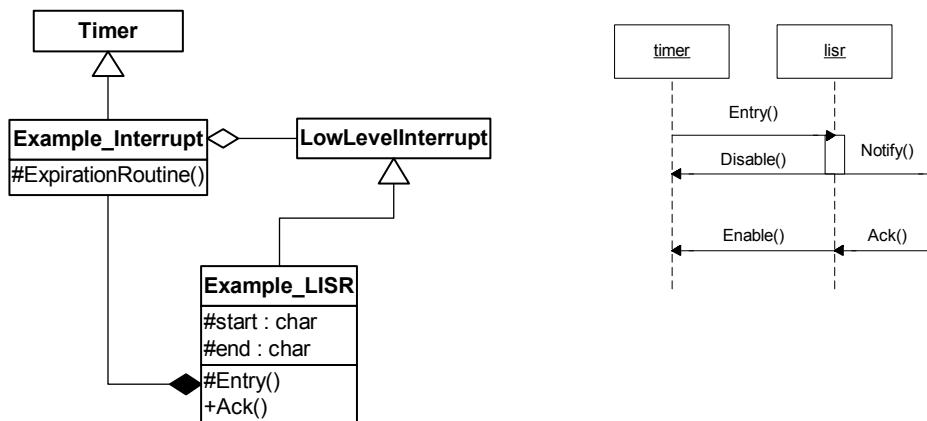 Timer
Example_Interrupt
#ExpirationRoutine()
LowLevelInterrupt
Example_LISR
#start : char
#end : char
#Entry()
+Ack()
timer
lisr
Entry()
Disable()
Notify()
Enable()
Ack()